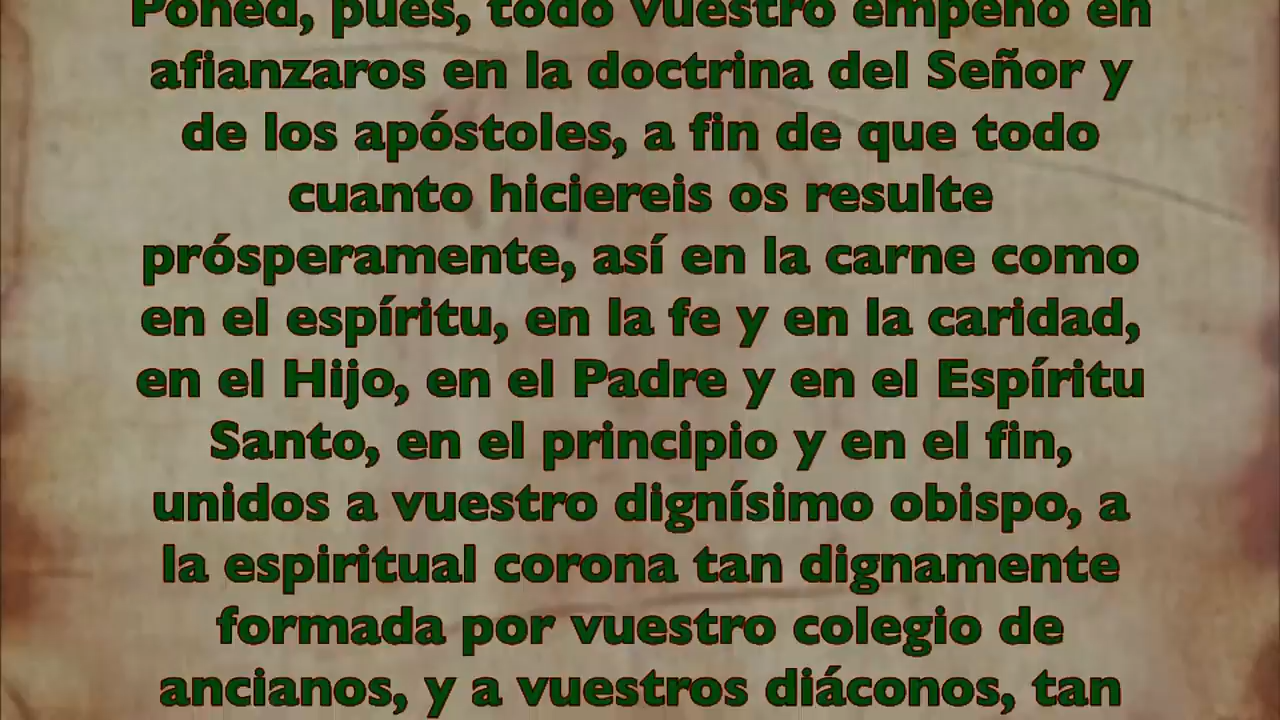 Poned, pues, todo vuestro empeño en
afianzaros en la doctrina del Señor y
de los apóstoles, a fin de que todo
cuanto hiciereis os resulte
prósperamente, así en la carne como
en el espíritu, en la fe y en la caridad,
en el Hijo, en el Padre y en el Espíritu
Santo, en el principio y en el fin,
unidos a vuestro dignísimo obispo, a
la espiritual corona tan dignamente
formada por vuestro colegio de
ancianos, y a vuestros diáconos, tan